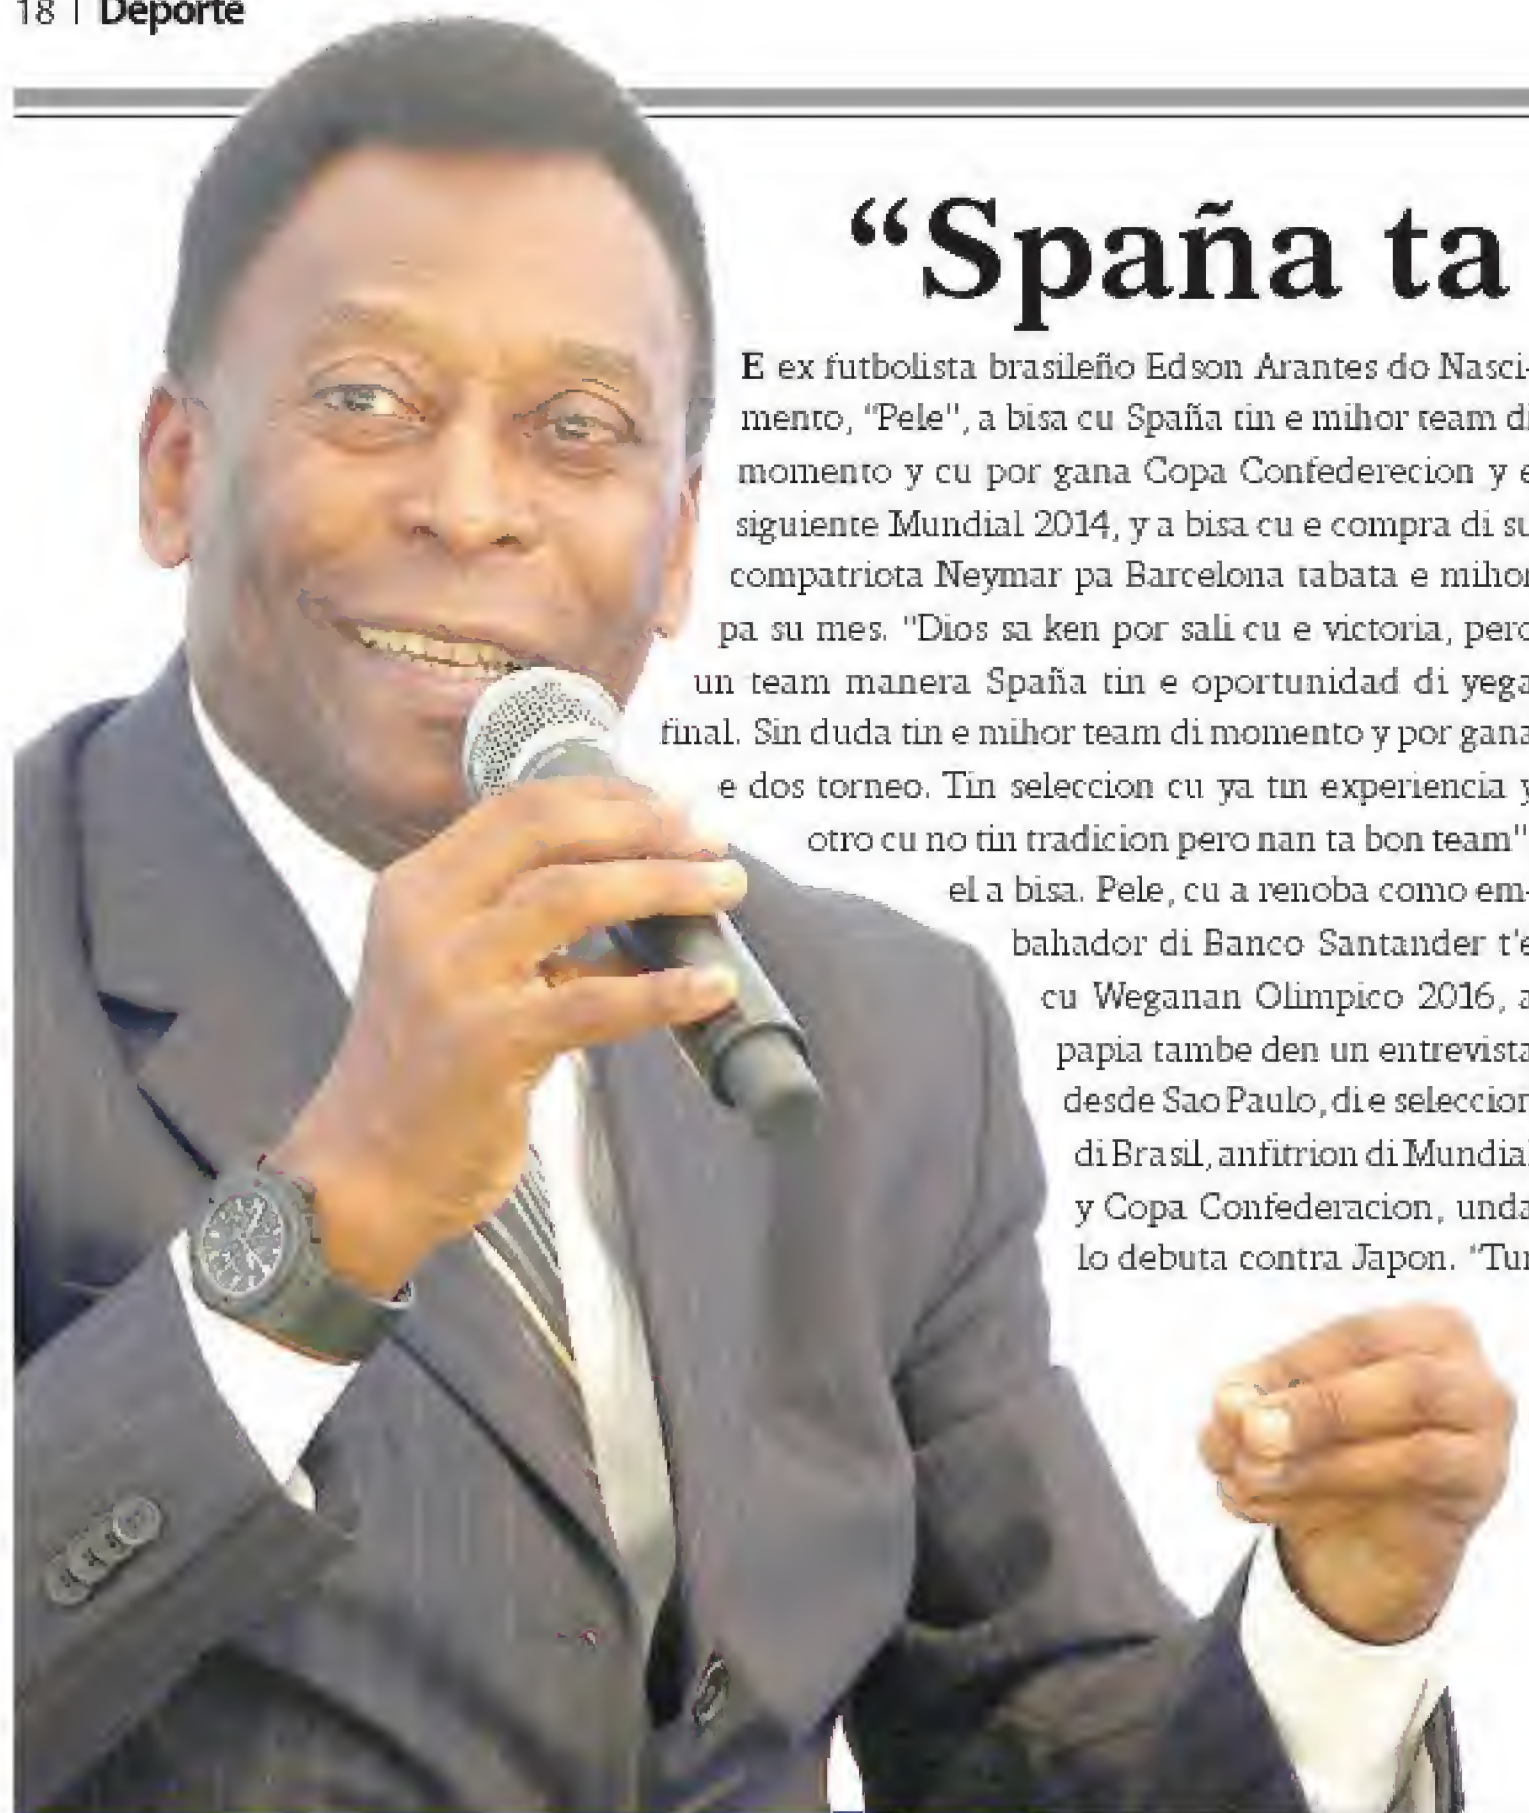 18 | Deporte
“Spaña ta
E ex futbolista brasileño Edson Arantes do Nasci-
mento, "Pele", a bisa cu Spaña tin e mihor team di
momento y cu por gana Copa Confederecion y e
siguiente Mundial 2014, y a bisa cu e compra di su
compatriota Neymar pa Barcelona tabata e mihor
pa su mes. "Dios sa ken por sali cu e victoria, pero
un team manera Spaña tin e oportunidad di yega
final. Sin duda tin e mihor team di momento y por gana
e dos torneo. Tin seleccion cu ya tin experiencia y
otro cu no tin tradicion pero nan ta bon team"
el a bisa. Pele, cu a renoba como em-
bahador di Banco Santander t'e
cu Weganan Olimpico 2016, a
papia tambe den un entrevista
desde Sao Paulo, di e seleccion
di Brasil, anfitrion di Mundial
y Copa Confederacion, unda
lo debuta contra Japon. "Tur